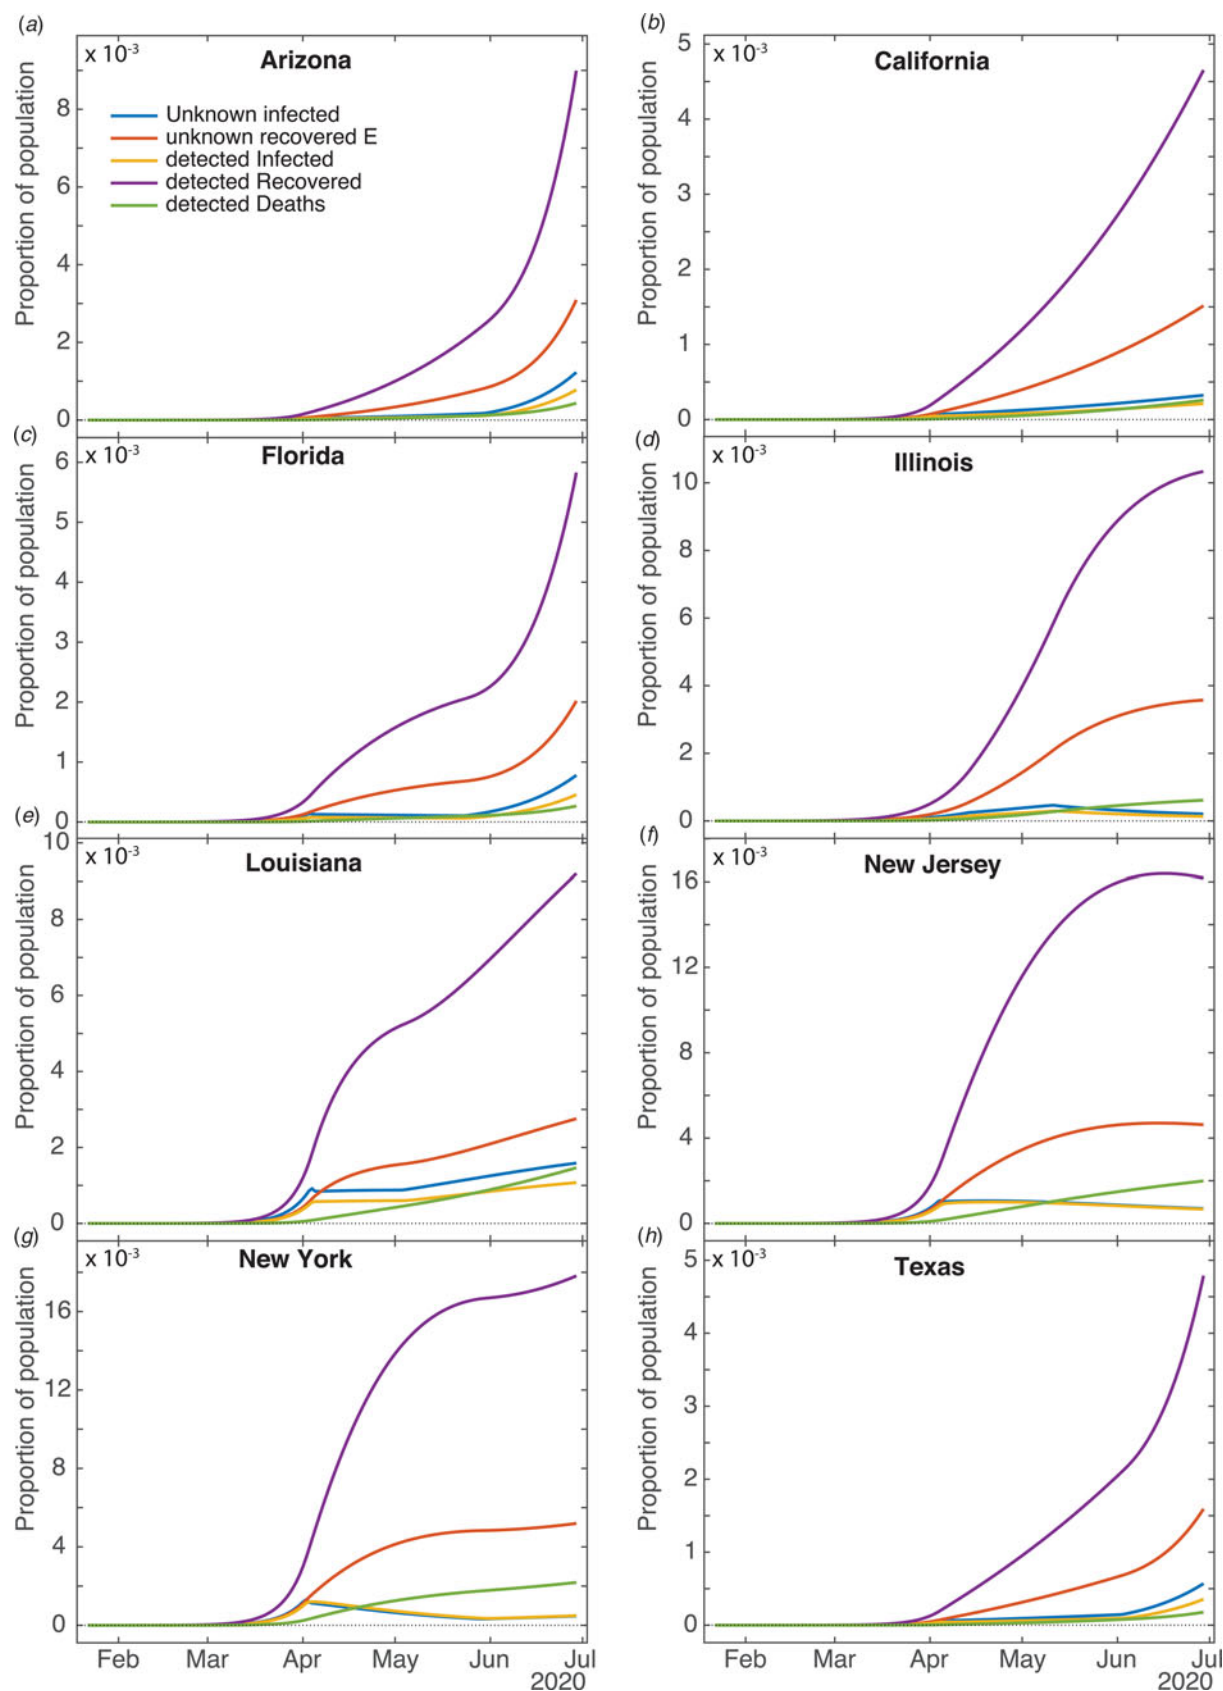 (a)
x 10-3
Arizona
Unknown infected
unknown recovered E
detected Infected
detected Recovered
detected Deaths
8
6
4
2
0
Proportion of population
(b)
x 10-3
California
5
4
3
2
1
0
Proportion of population
(c)
x 10-3
Florida
6
5
4
3
2
1
0
Proportion of population
(d)
x 10-3
Illinois
10
8
6
4
2
0
Proportion of population
(e)
x 10-3
Louisiana
10
8
6
4
2
0
Proportion of population
(f)
x 10-3
New Jersey
16
12
8
4
0
Proportion of population
(g)
x 10-3
New York
16
12
8
4
0
Proportion of population
Feb Mar Apr May Jun Jul
2020
(h)
x 10-3
Texas
5
4
3
2
1
0
Proportion of population
Feb Mar Apr May Jun Jul
2020